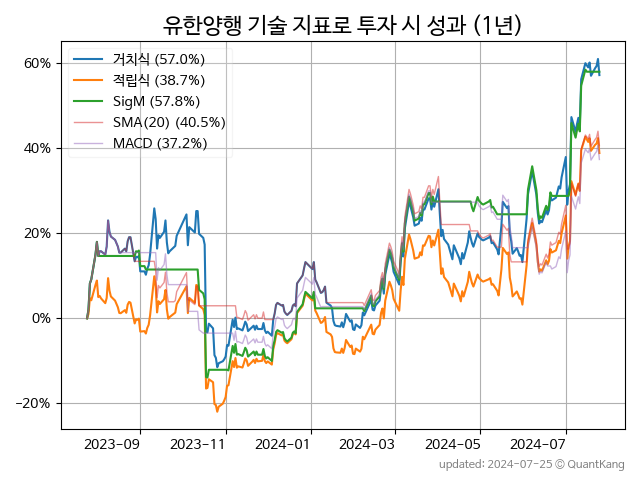 유한양행 기술 지표로 투자 시 성과 (1년)
거치식 (57.0%)
적립식 (38.7%)
SigM (57.8%)
SMA(20) (40.5%)
MACD (37.2%)
60%
40%
20%
0%
−20%
2023-09
2023-11
2024-01
2024-03
2024-05
2024-07
updated: 2024-07-25 © QuantKang